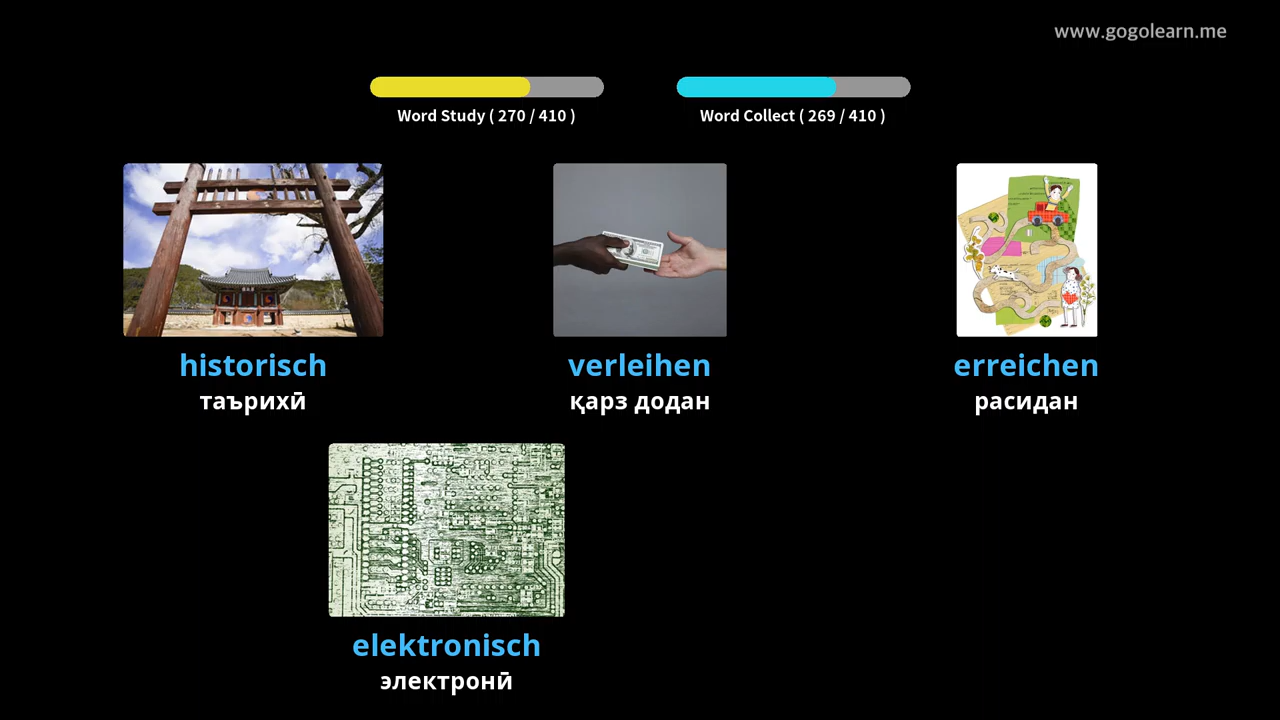 www.gogolearn.me
Word Study ( 270 / 410 )
Word Collect ( 269 / 410 )
historisch
таърихӣ
verleihen
қарз додан
erreichen
расидан
elektronisch
электронӣ